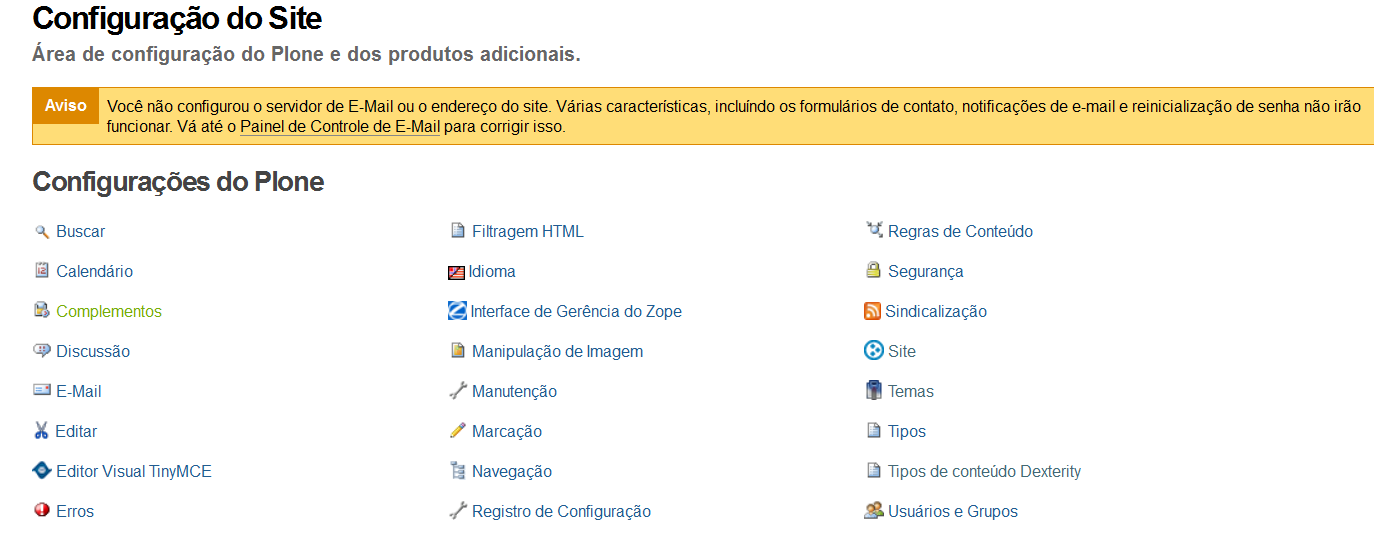 Configuração do Site
Área de configuração do Plone e dos produtos adicionais.
Aviso
Você não configurou o servidor de E-Mail ou o endereço do site. Várias características, incluíndo os formulários de contato, notificações de e-mail e reinicialização de senha não irão
funcionar. Vá até o Painel de Controle de E-Mail para corrigir isso.
Configurações do Plone
Buscar
Calendário
Complementos
Discussão
E-Mail
Editar
Editor Visual TinyMCE
Erros
Filtragem HTML
Idioma
Interface de Gerência do Zope
Manipulação de Imagem
Manutenção
Marcação
Navegação
Registro de Configuração
Regras de Conteúdo
Segurança
Sindicalização
Site
Temas
Tipos
Tipos de conteúdo Dexterity
Usuários e Grupos